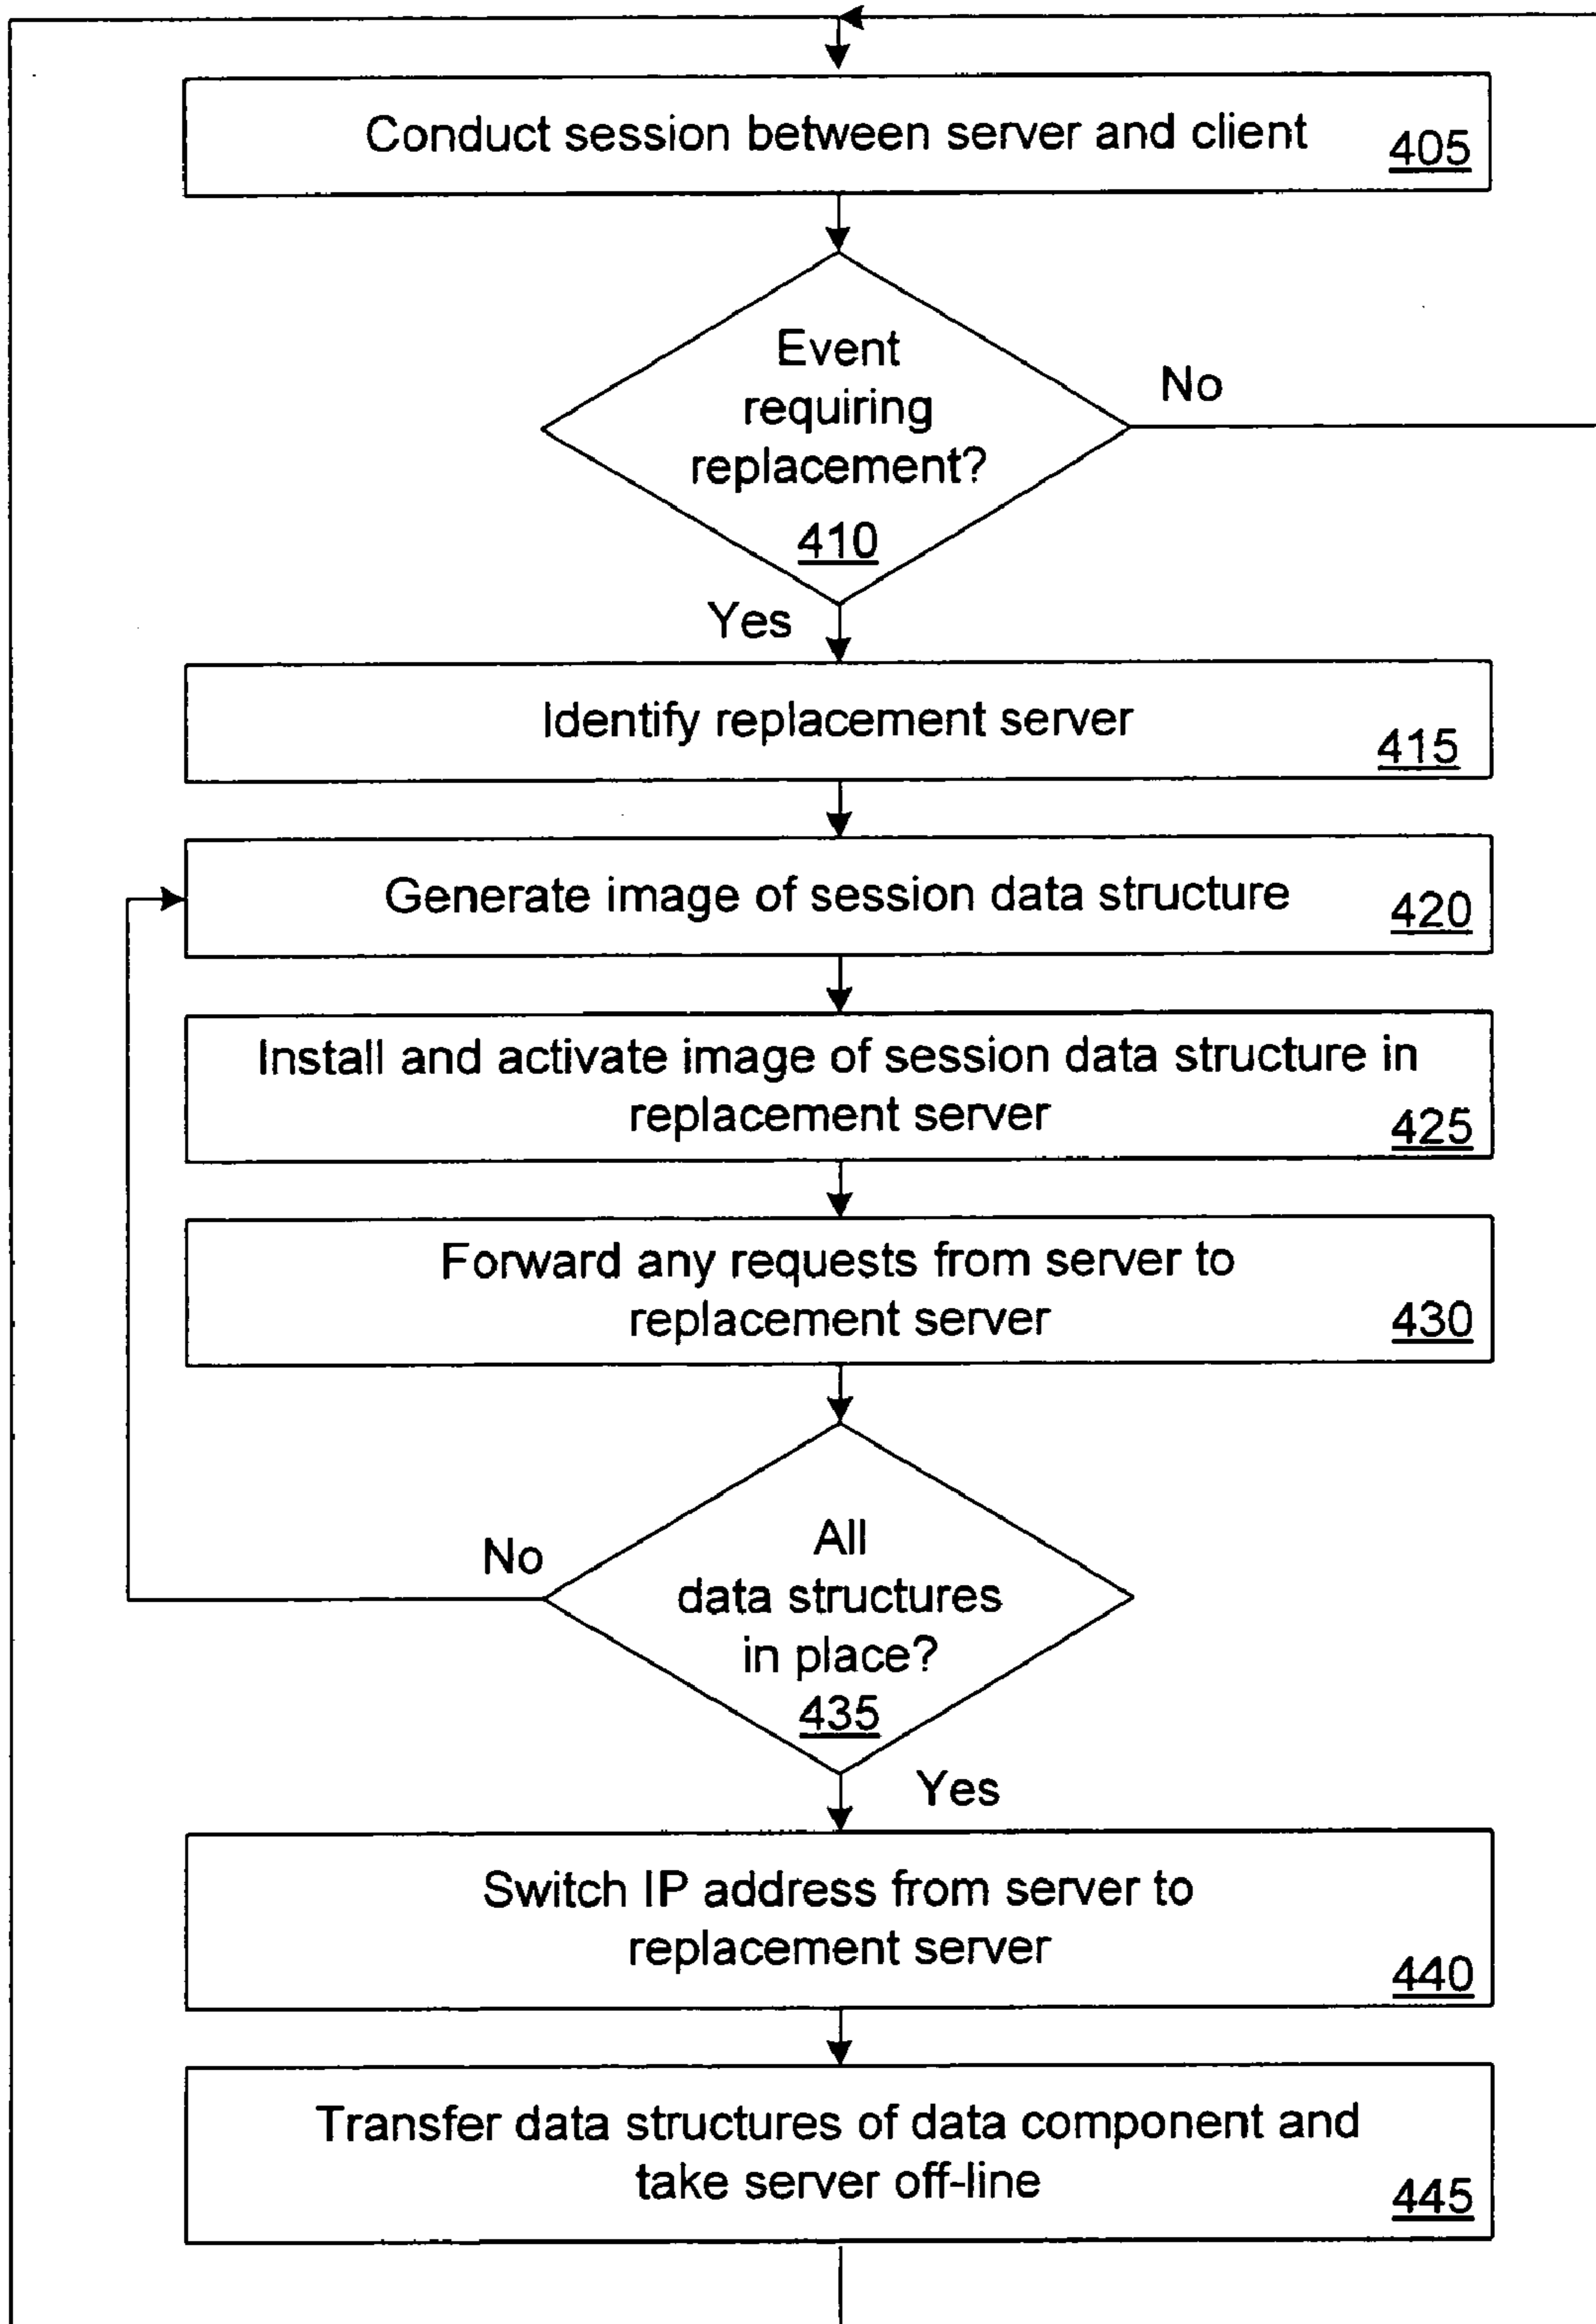 Conduct session between server and client
405
Event
requiring
replacement?
410
No
Yes
Identify replacement server
415
Generate image of session data structure
420
Install and activate image of session data structure in
replacement server
425
Forward any requests from server to
replacement server
430
All
data structures
in place?
435
No
Yes
Switch IP address from server to
replacement server
440
Transfer data structures of data component and
take server off-line
445